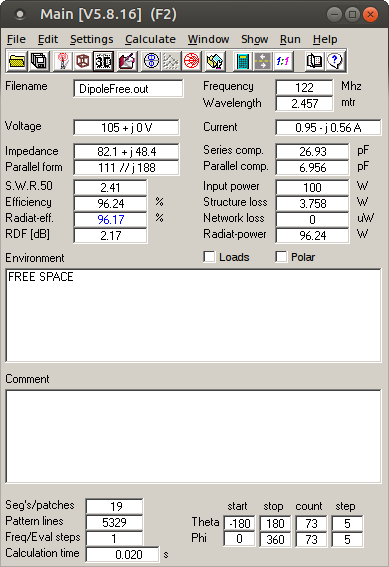 Main [V5.8.16] (F2)
File Edit Settings Calculate Window Show Run Help
3D 1:1
Filename DipoleFree.out Frequency 122 Mhz
Wavelength 2.457 mtr
Voltage 105 + j 0 V Current 0.95 - j 0.56 A
Impedance 82.1 + j 48.4 Series comp. 26.93 pF
Parallel form 111 // j 188 Parallel comp. 6.956 pF
S.W.R.50 2.41 Input power 100 W
Efficiency 96.24 % Structure loss 3.758 W
Radiat-eff. 96.17 % Network loss 0 uW
RDF [dB] 2.17 Radiat-power 96.24 W
Environment Loads Polar
FREE SPACE
Comment
Seg's/patches 19 start stop count step
Pattern lines 5329 Theta -180 180 73 5
Freq/Eval steps 1 Phi 0 360 73 5
Calculation time 0.020 s